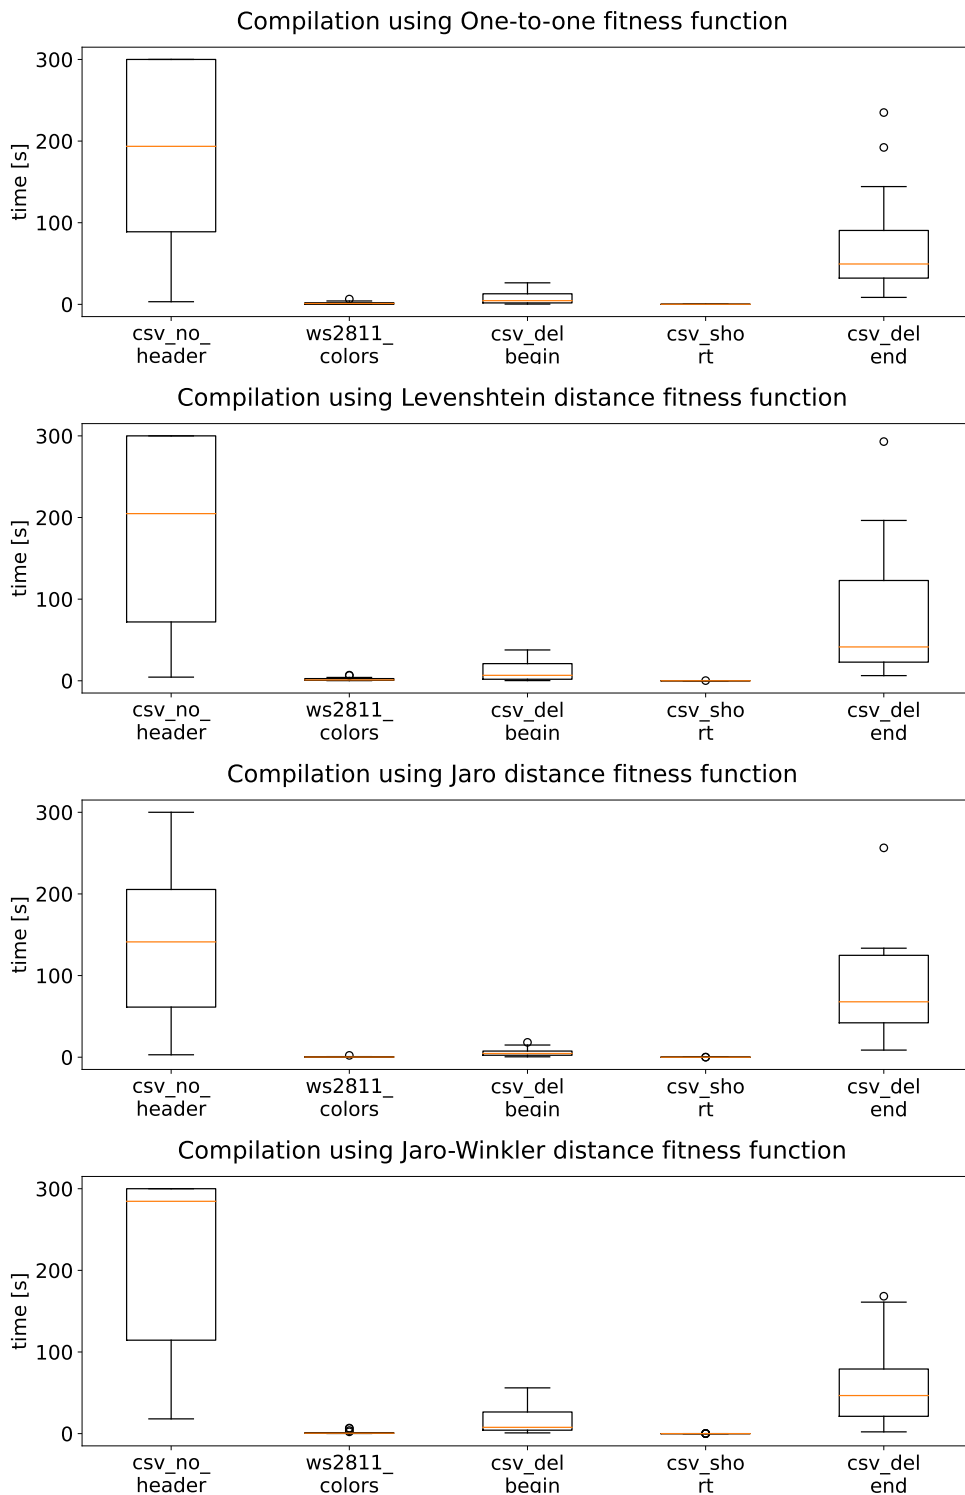 Compilation using One-to-one fitness function
300
200
100
0
time [s]
csv_no_ ws2811_ csv_del csv_sho csv_del
header colors begin rt end
Compilation using Levenshtein distance fitness function
300
200
100
0
time [s]
csv_no_ ws2811_ csv_del csv_sho csv_del
header colors begin rt end
Compilation using Jaro distance fitness function
300
200
100
0
time [s]
csv_no_ ws2811_ csv_del csv_sho csv_del
header colors begin rt end
Compilation using Jaro-Winkler distance fitness function
300
200
100
0
time [s]
csv_no_ ws2811_ csv_del csv_sho csv_del
header colors begin rt end